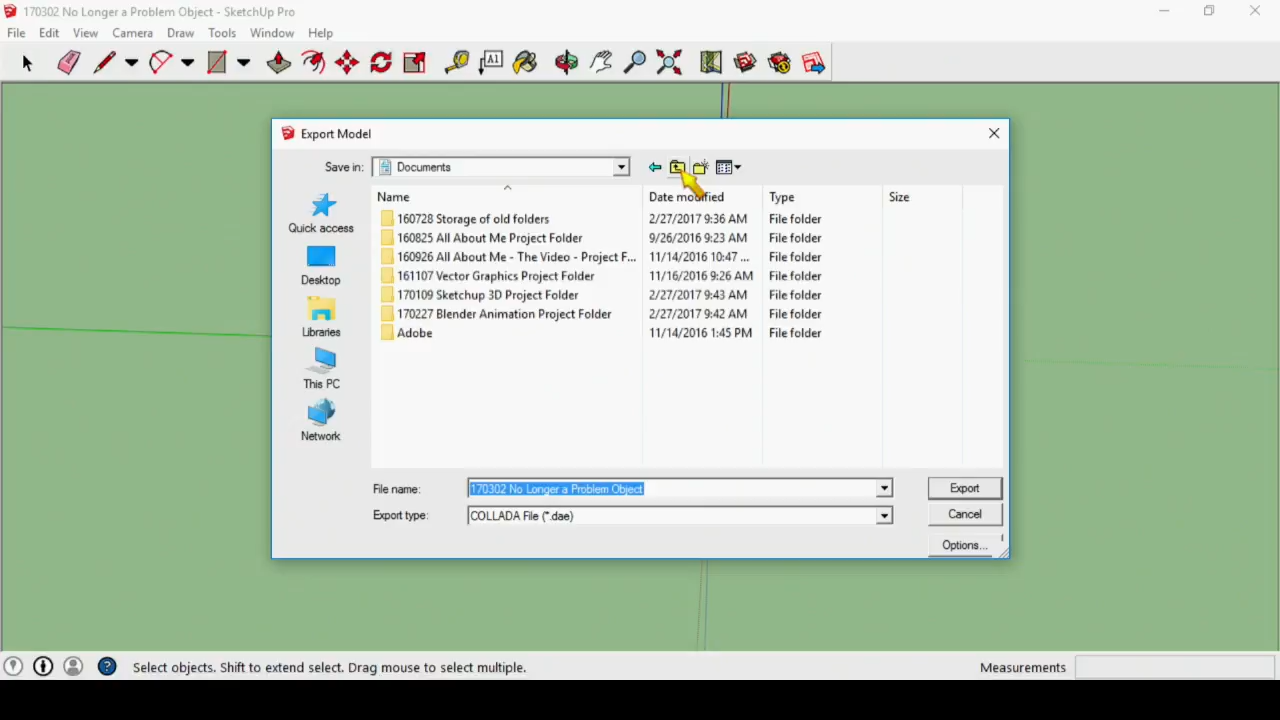 170302 No Longer a Problem Object - SketchUp Pro
File Edit View Camera Draw Tools Window Help
A1
Export Model
Save in: Documents
Name Date modified Type Size
160728 Storage of old folders 2/27/2017 9:36 AM File folder
160825 All About Me Project Folder 9/26/2016 9:23 AM File folder
160926 All About Me - The Video - Project F... 11/14/2016 10:47 ... File folder
161107 Vector Graphics Project Folder 11/16/2016 9:26 AM File folder
170109 Sketchup 3D Project Folder 2/27/2017 9:43 AM File folder
170227 Blender Animation Project Folder 2/27/2017 9:42 AM File folder
Adobe 11/14/2016 1:45 PM File folder
Quick access
Desktop
Libraries
This PC
Network
File name: 170302 No Longer a Problem Object Export
Export type: COLLADA File (*.dae) Cancel
Options...
Select objects. Shift to extend select. Drag mouse to select multiple. Measurements